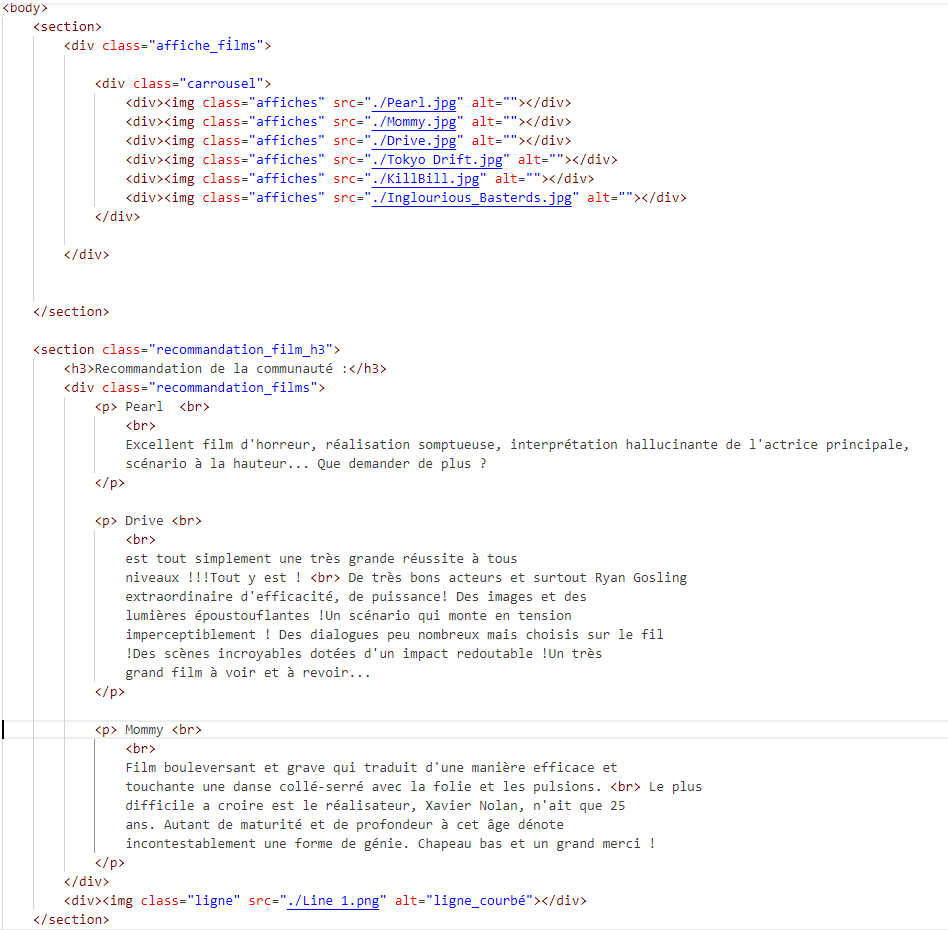 <body>
<section>
<div class="affiche_films">
<div class="carrousel">
<div><img class="affiches" src="./Pearl.jpg" alt=""></div>
<div><img class="affiches" src="./Mommy.jpg" alt=""></div>
<div><img class="affiches" src="./Drive.jpg" alt=""></div>
<div><img class="affiches" src="./Tokyo Drift.jpg" alt=""></div>
<div><img class="affiches" src="./KillBill.jpg" alt=""></div>
<div><img class="affiches" src="./Inglourious_Basterds.jpg" alt=""></div>
</div>
</div>
</section>
<section class="recommandation_film_h3">
<h3>Recommandation de la communauté :</h3>
<div class="recommandation_films">
<p> Pearl  <br>
<br>
Excellent film d'horreur, réalisation somptueuse, interprétation hallucinante de l'actrice principale,
scénario à la hauteur... Que demander de plus ?
</p>
<p> Drive <br>
<br>
est tout simplement une très grande réussite à tous
niveaux !!!Tout y est ! <br> De très bons acteurs et surtout Ryan Gosling
extraordinaire d'efficacité, de puissance! Des images et des
lumières époustouflantes !Un scénario qui monte en tension
imperceptiblement ! Des dialogues peu nombreux mais choisis sur le fil
!Des scènes incroyables dotées d'un impact redoutable !Un très
grand film à voir et à revoir...
</p>
<p> Mommy <br>
<br>
Film bouleversant et grave qui traduit d'une manière efficace et
touchante une danse collé-serré avec la folie et les pulsions. <br> Le plus
difficile a croire est le réalisateur, Xavier Nolan, n'ait que 25
ans. Autant de maturité et de profondeur à cet âge dénote
incontestablement une forme de génie. Chapeau bas et un grand merci !
</p>
</div>
<div><img class="ligne" src="./Line 1.png" alt="ligne_courbé"></div>
</section>